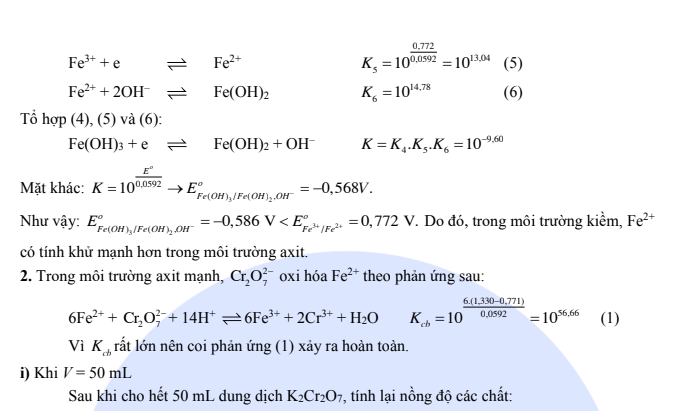 Fe³⁺ + e ⇌ Fe²⁺ K₅ = 10^(0,772/0,0592) = 10^13,04 (5)
Fe²⁺ + 2OH⁻ ⇌ Fe(OH)₂ K₆ = 10^14,78 (6)
Tổ hợp (4), (5) và (6):
Fe(OH)₃ + e ⇌ Fe(OH)₂ + OH⁻ K = K₄.K₅.K₆ = 10^–9,60
Mặt khác: K = 10^(E°/0,0592) → E°Fe(OH)₃/Fe(OH)₂,OH⁻ = –0,568V.
Như vậy: E°Fe(OH)₃/Fe(OH)₂,OH⁻ = –0,586 V < E°Fe³⁺/Fe²⁺ = 0,772 V. Do đó, trong môi trường kiềm, Fe²⁺
có tính khử mạnh hơn trong môi trường axit.
2. Trong môi trường axit mạnh, Cr₂O₇²⁻ oxi hóa Fe²⁺ theo phản ứng sau:
6Fe²⁺ + Cr₂O₇²⁻ + 14H⁺ ⇌ 6Fe³⁺ + 2Cr³⁺ + H₂O K_cb = 10^(6.(1,330–0,771)/0,0592) = 10^56,66 (1)
Vì K_cb rất lớn nên coi phản ứng (1) xảy ra hoàn toàn.
i) Khi V = 50 mL
Sau khi cho hết 50 mL dung dịch K₂Cr₂O₇, tính lại nồng độ các chất: